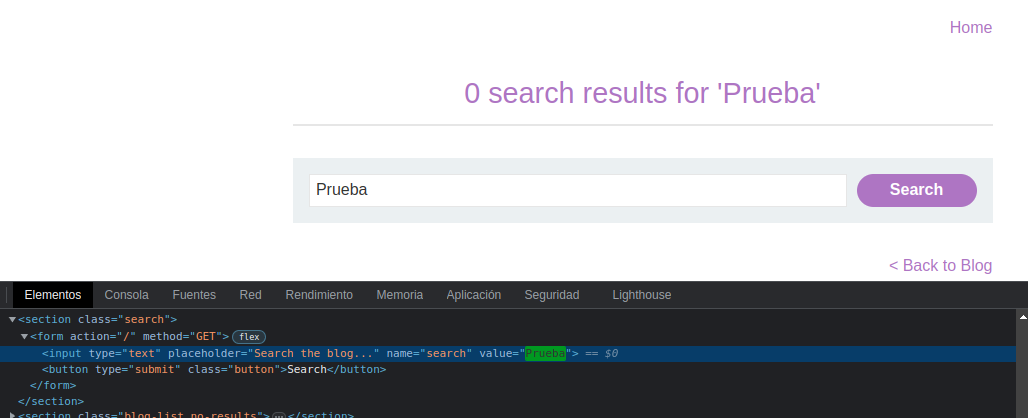 Home
0 search results for 'Prueba'
Prueba
Search
< Back to Blog
Elementos Consola Fuentes Red Rendimiento Memoria Aplicación Seguridad Lighthouse
<section class="search">
<form action="/" method="GET"> flex
<input type="text" placeholder="Search the blog..." name="search" value="Prueba"> == $0
<button type="submit" class="button">Search</button>
</form>
</section>
<section class="blog-list no-results"> … </section>